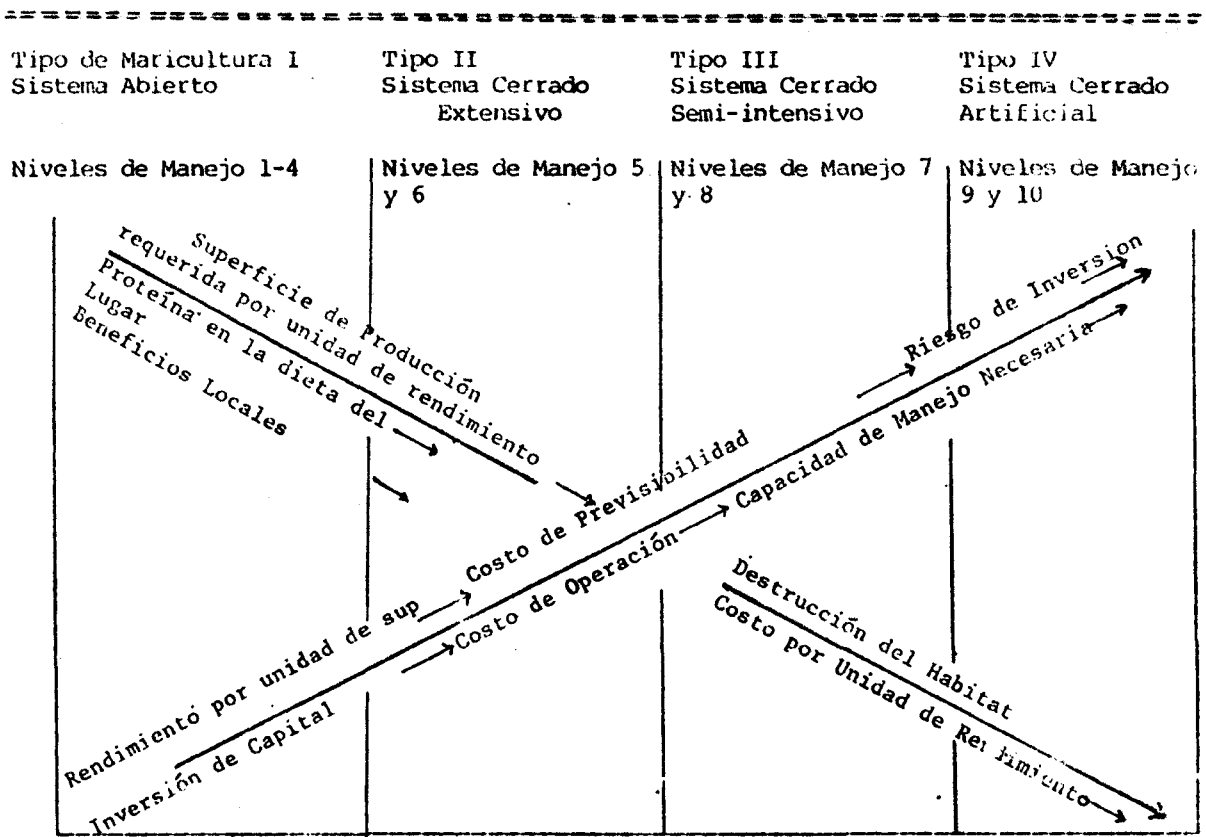 Tipo de Maricultura I
Sistema Abierto
Tipo II
Sistema Cerrado
Extensivo
Tipo III
Sistema Cerrado
Semi-intensivo
Tipo IV
Sistema Cerrado
Artificial
Niveles de Manejo 1-4
Niveles de Manejo 5
y 6
Niveles de Manejo 7
y 8
Niveles de Manejo
9 y 10
Superficie de Producción
requerida por unidad de rendimiento
Proteína en la dieta del
Lugar
Beneficios Locales
Rendimiento por unidad de sup
Costo de Previsibilidad
Riesgo de Inversion
Inversión de Capital
Costo de Operación
Capacidad de Manejo Necesaria
Destrucción del Habitat
Costo por Unidad de Rendimiento